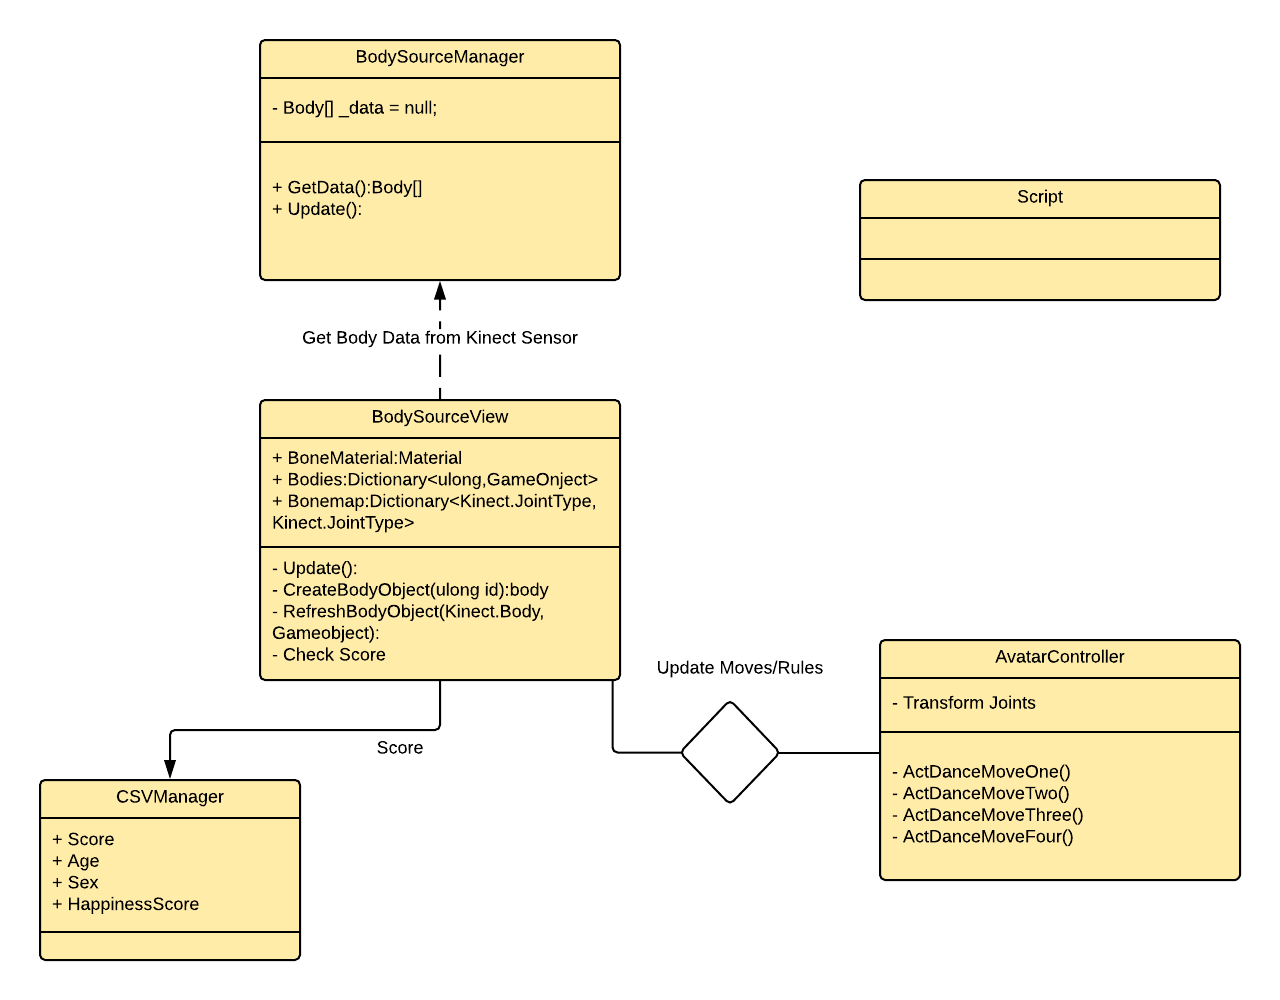 BodySourceManager
- Body[] _data = null;
+ GetData():Body[]
+ Update():
Script
Get Body Data from Kinect Sensor
BodySourceView
+ BoneMaterial:Material
+ Bodies:Dictionary<ulong,GameOnject>
+ Bonemap:Dictionary<Kinect.JointType,
Kinect.JointType>
- Update():
- CreateBodyObject(ulong id):body
- RefreshBodyObject(Kinect.Body,
Gameobject):
- Check Score
Update Moves/Rules
AvatarController
- Transform Joints
- ActDanceMoveOne()
- ActDanceMoveTwo()
- ActDanceMoveThree()
- ActDanceMoveFour()
Score
CSVManager
+ Score
+ Age
+ Sex
+ HappinessScore